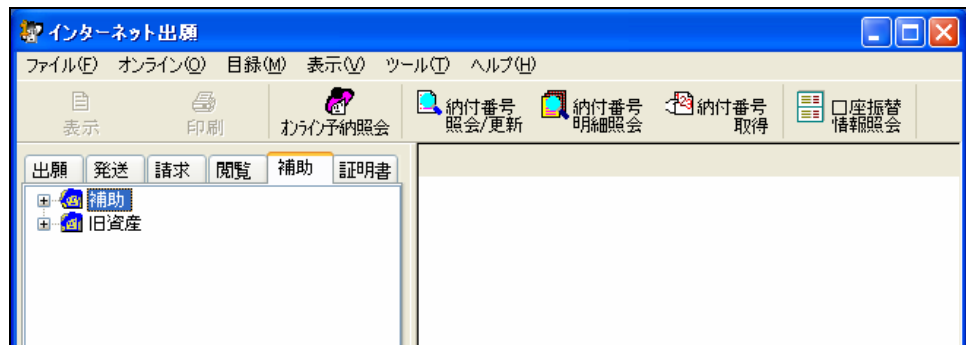 インターネット出願
ファイル(F) オンライン(O) 目録(M) 表示(V) ツール(T) ヘルプ(H)
表示
印刷
オンライン予納照会
納付番号
照会/更新
納付番号
明細照会
納付番号
取得
口座振替
情報照会
出願 発送 請求 閲覧 補助 証明書
補助
旧資産